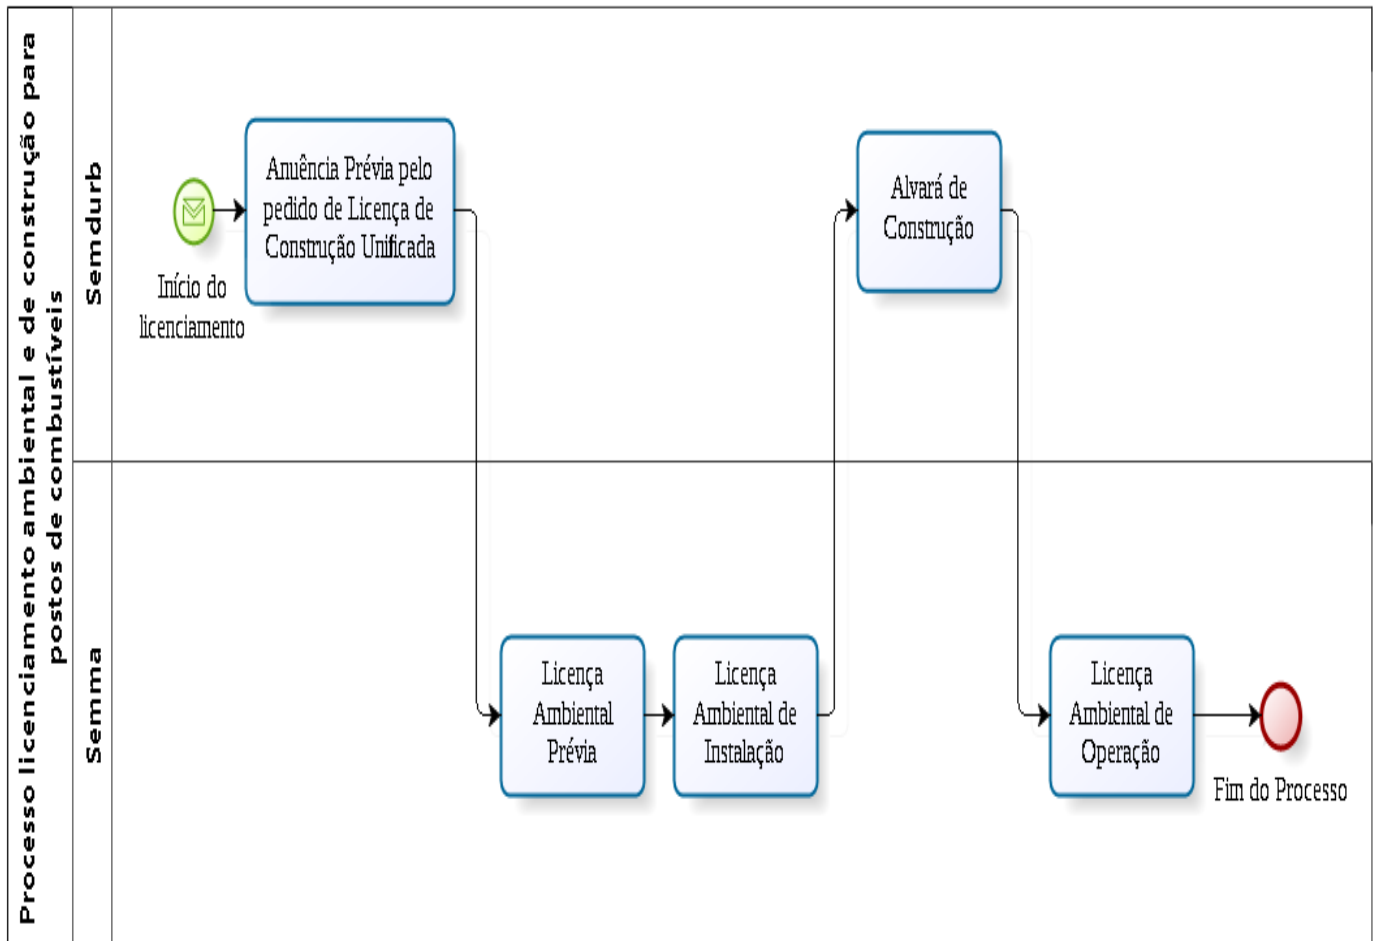 Processo licenciamento ambiental e de construção para
postos de combustíveis
Semdurb
Início do
licenciamento
Anuência Prévia pelo
pedido de Licença de
Construção Unificada
Alvará de
Construção
Semma
Licença
Ambiental
Prévia
Licença
Ambiental de
Instalação
Licença
Ambiental de
Operação
Fim do Processo